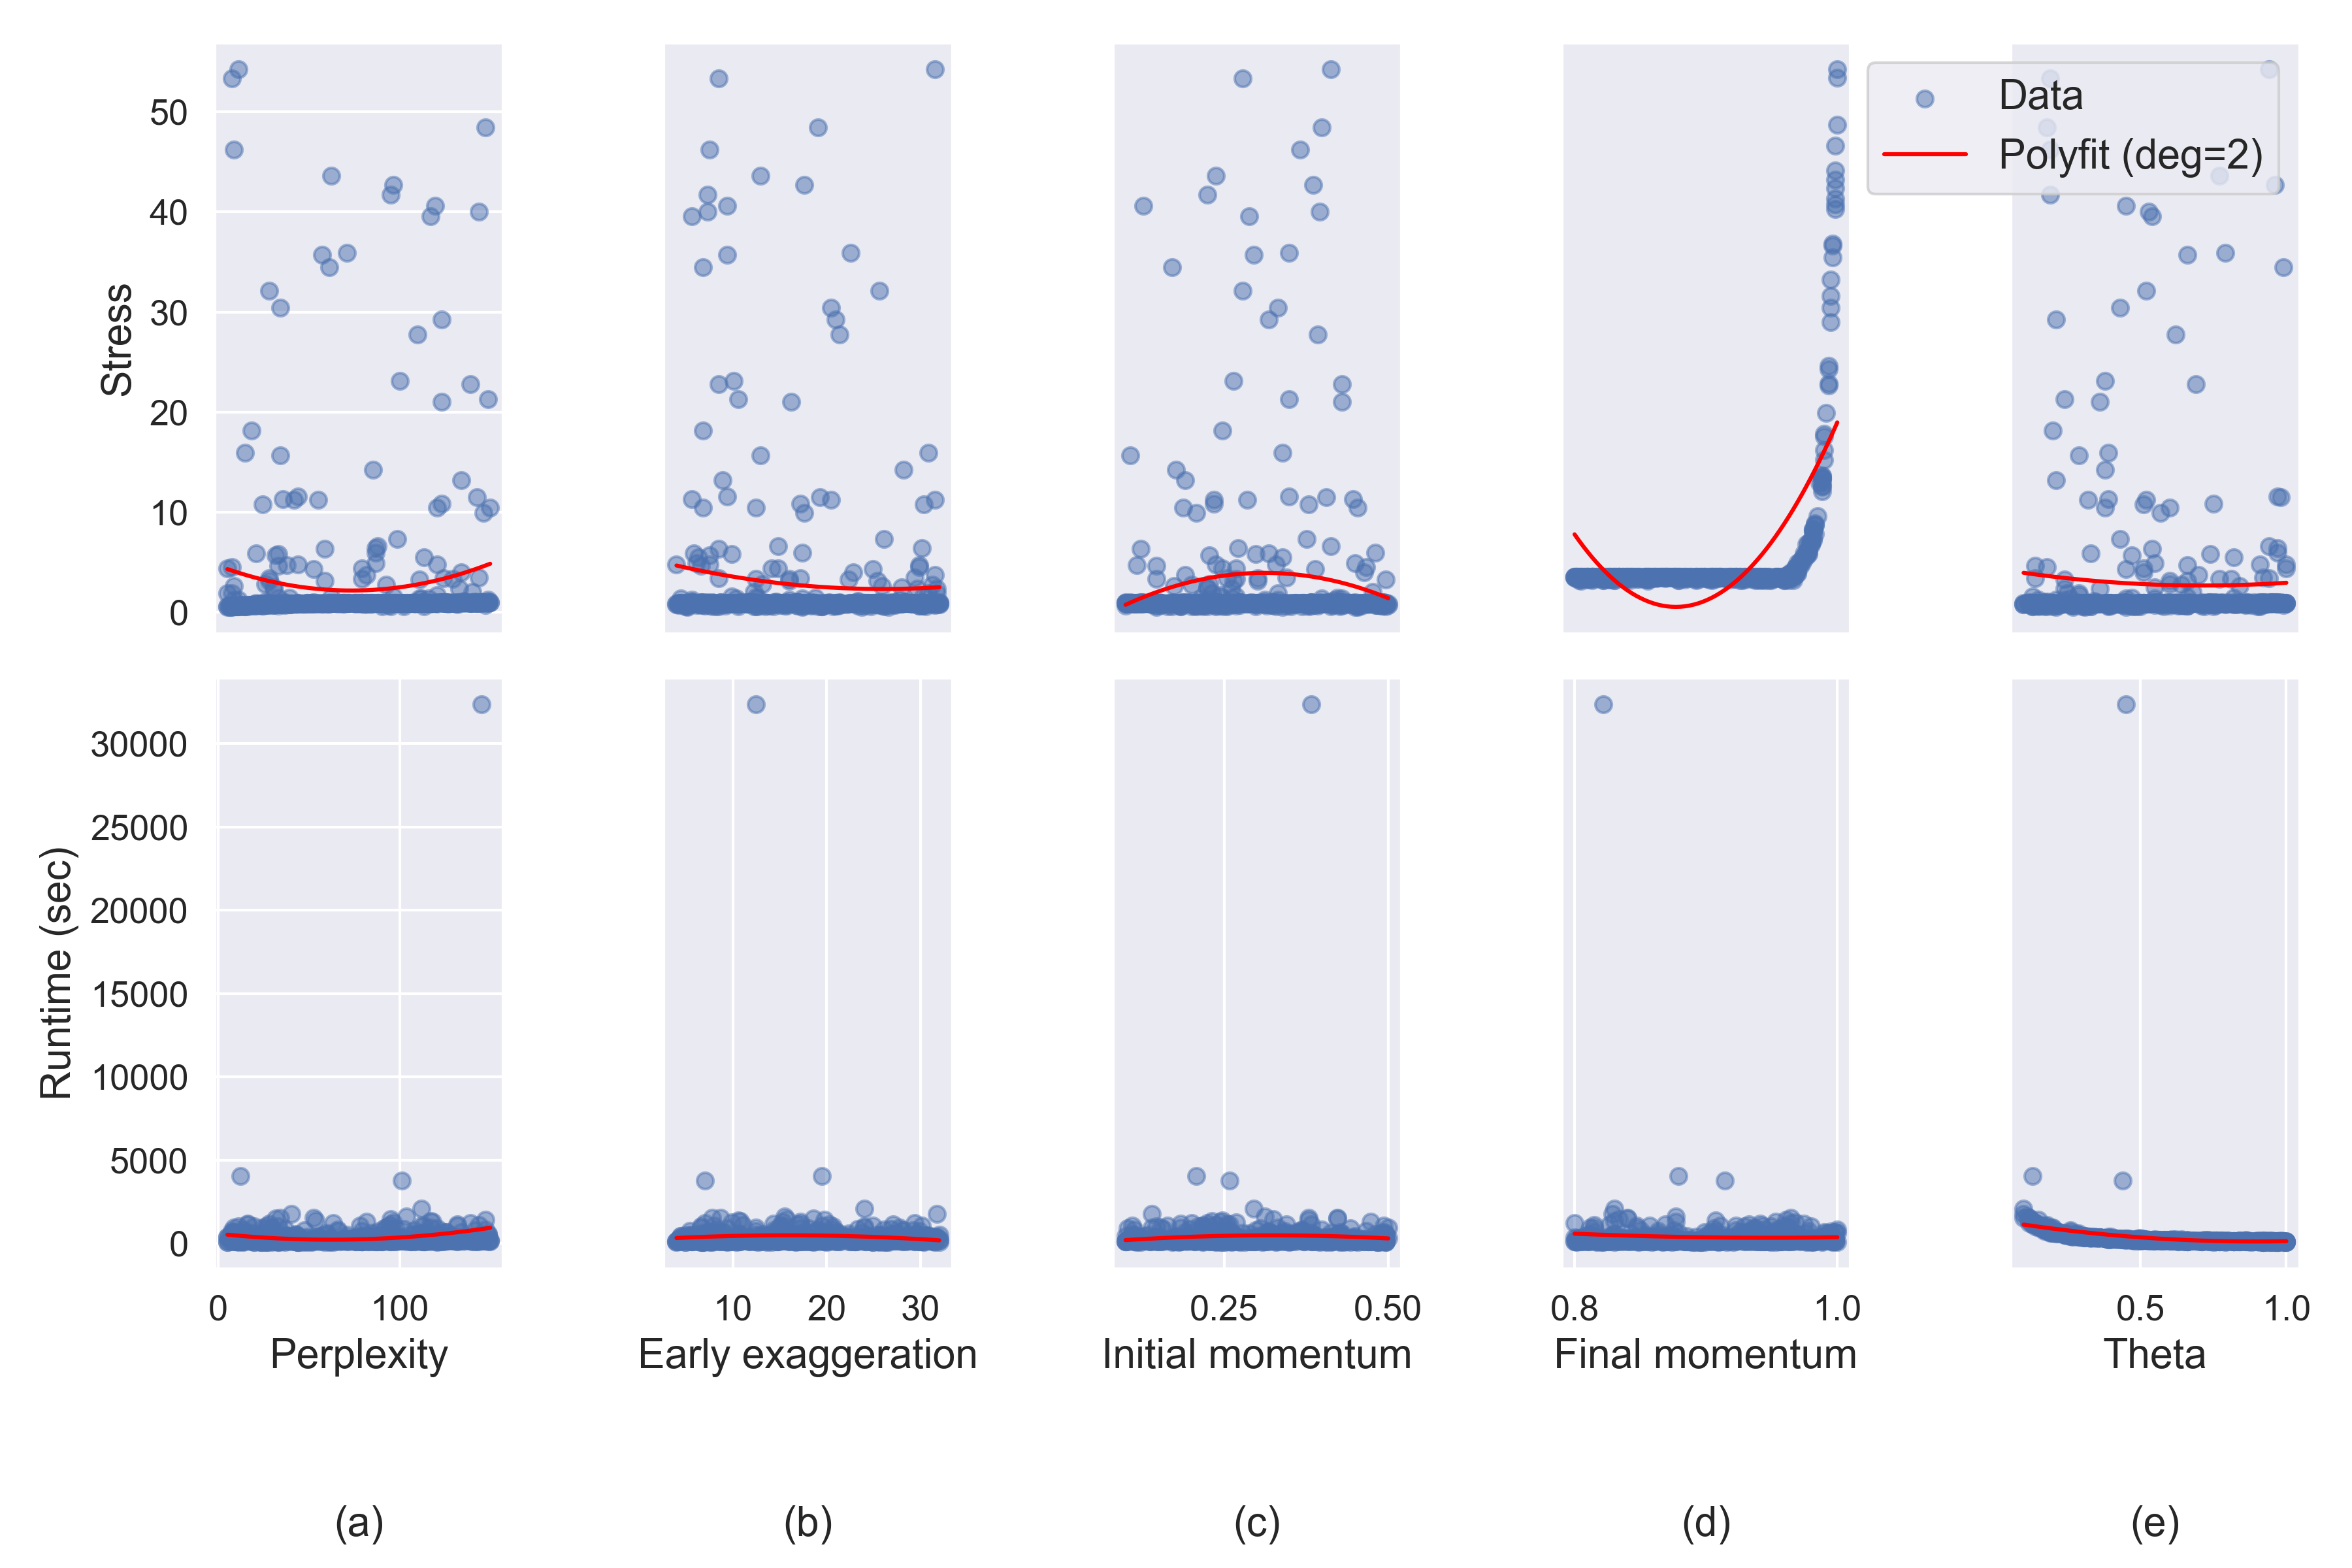 Data
Polyfit (deg=2)
Stress
50
40
30
20
10
0
Runtime (sec)
30000
25000
20000
15000
10000
5000
0
0 100
10 20 30
0.25 0.50
0.8 1.0
0.5 1.0
Perplexity
Early exaggeration
Initial momentum
Final momentum
Theta
(a)
(b)
(c)
(d)
(e)